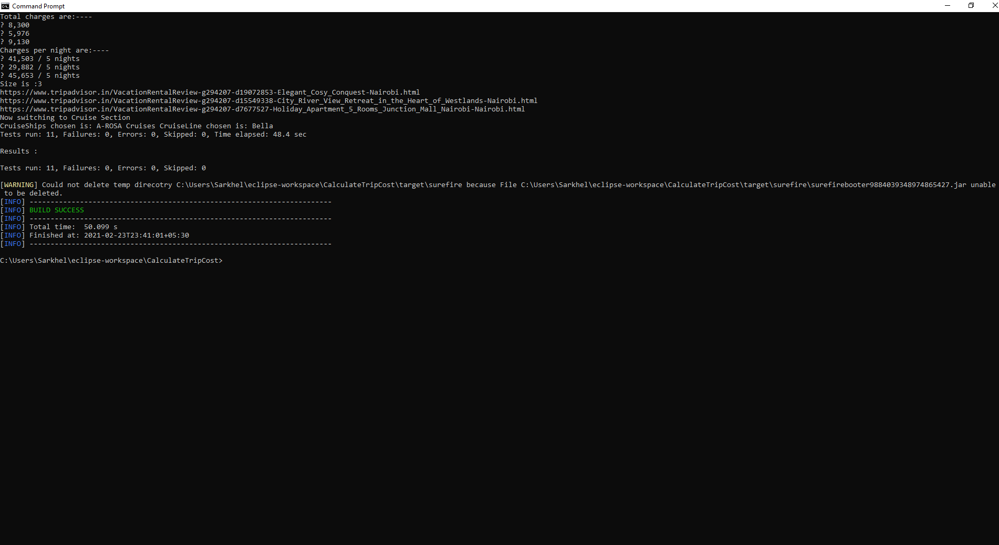 Command Prompt
Total charges are:----
? 8,300
? 5,976
? 9,130
Charges per night are:----
? 41,503 / 5 nights
? 29,882 / 5 nights
? 45,653 / 5 nights
Size is :3
https://www.tripadvisor.in/VacationRentalReview-g294207-d19072853-Elegant_Cosy_Conquest-Nairobi.html
https://www.tripadvisor.in/VacationRentalReview-g294207-d15549338-City_River_View_Retreat_in_the_Heart_of_Westlands-Nairobi.html
https://www.tripadvisor.in/VacationRentalReview-g294207-d7677527-Holiday_Apartment_5_Rooms_Junction_Mall_Nairobi-Nairobi.html
Now switching to Cruise Section
CruiseShips chosen is: A-ROSA Cruises CruiseLine chosen is: Bella
Tests run: 11, Failures: 0, Errors: 0, Skipped: 0, Time elapsed: 48.4 sec
Results :
Tests run: 11, Failures: 0, Errors: 0, Skipped: 0
[WARNING] Could not delete temp direcotry C:\Users\Sarkhel\eclipse-workspace\CalculateTripCost\target\surefire because File C:\Users\Sarkhel\eclipse-workspace\CalculateTripCost\target\surefire\surefirebooter9884039348974865427.jar unable
 to be deleted.
[INFO] ------------------------------------------------------------------------
[INFO] BUILD SUCCESS
[INFO] ------------------------------------------------------------------------
[INFO] Total time:  50.099 s
[INFO] Finished at: 2021-02-23T23:41:01+05:30
[INFO] ------------------------------------------------------------------------
C:\Users\Sarkhel\eclipse-workspace\CalculateTripCost>